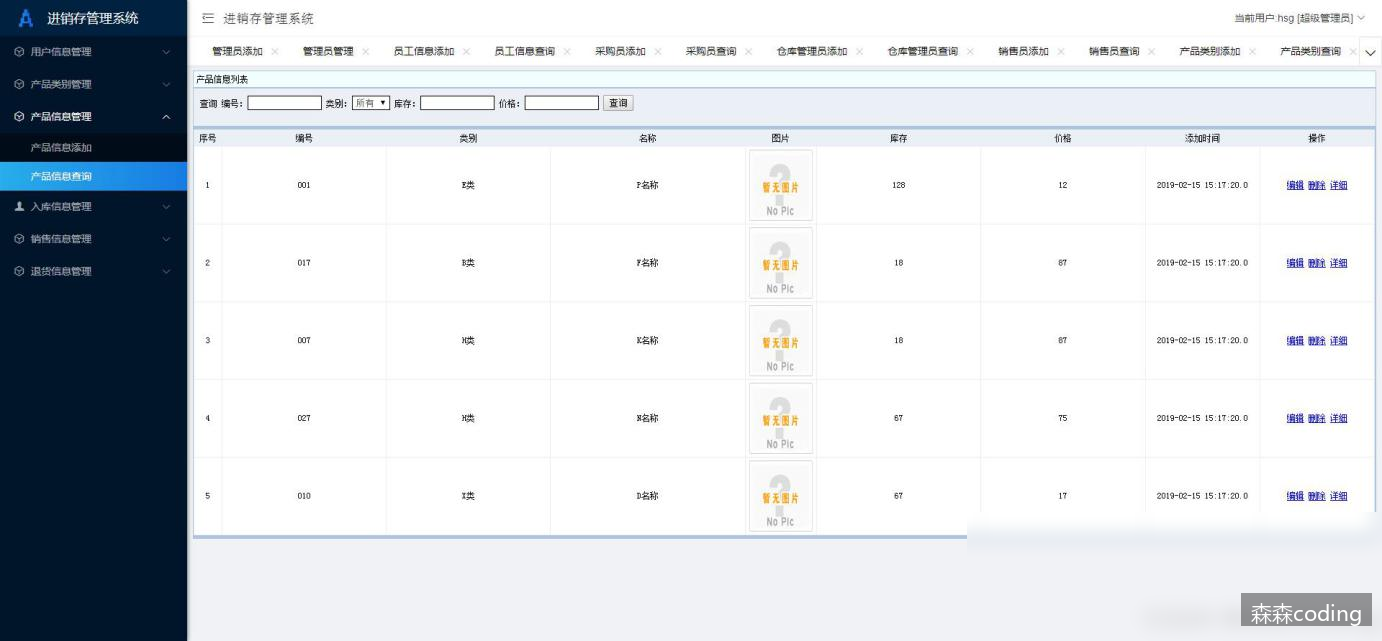 进销存管理系统
进销存管理系统
当前用户:hsg [超级管理员]
用户信息管理
产品类别管理
产品信息管理
产品信息添加
产品信息查询
入库信息管理
销售信息管理
退货信息管理
管理员添加 管理员管理 员工信息添加 员工信息查询 采购员添加 采购员查询 仓库管理员添加 仓库管理员查询 销售员添加 销售员查询 产品类别添加 产品类别查询
产品信息列表
查询 编号: 类别: 所有 库存: 价格: 查询
序号 编号 类别 名称 图片 库存 价格 添加时间 操作
1 001 E类 P名称 暂无图片 No Pic 128 12 2019-02-15 15:17:20.0 编辑 删除 详细
2 017 B类 F名称 暂无图片 No Pic 18 87 2019-02-15 15:17:20.0 编辑 删除 详细
3 007 H类 K名称 暂无图片 No Pic 18 87 2019-02-15 15:17:20.0 编辑 删除 详细
4 027 H类 N名称 暂无图片 No Pic 67 75 2019-02-15 15:17:20.0 编辑 删除 详细
5 010 X类 D名称 暂无图片 No Pic 67 17 2019-02-15 15:17:20.0 编辑 删除 详细
森森coding